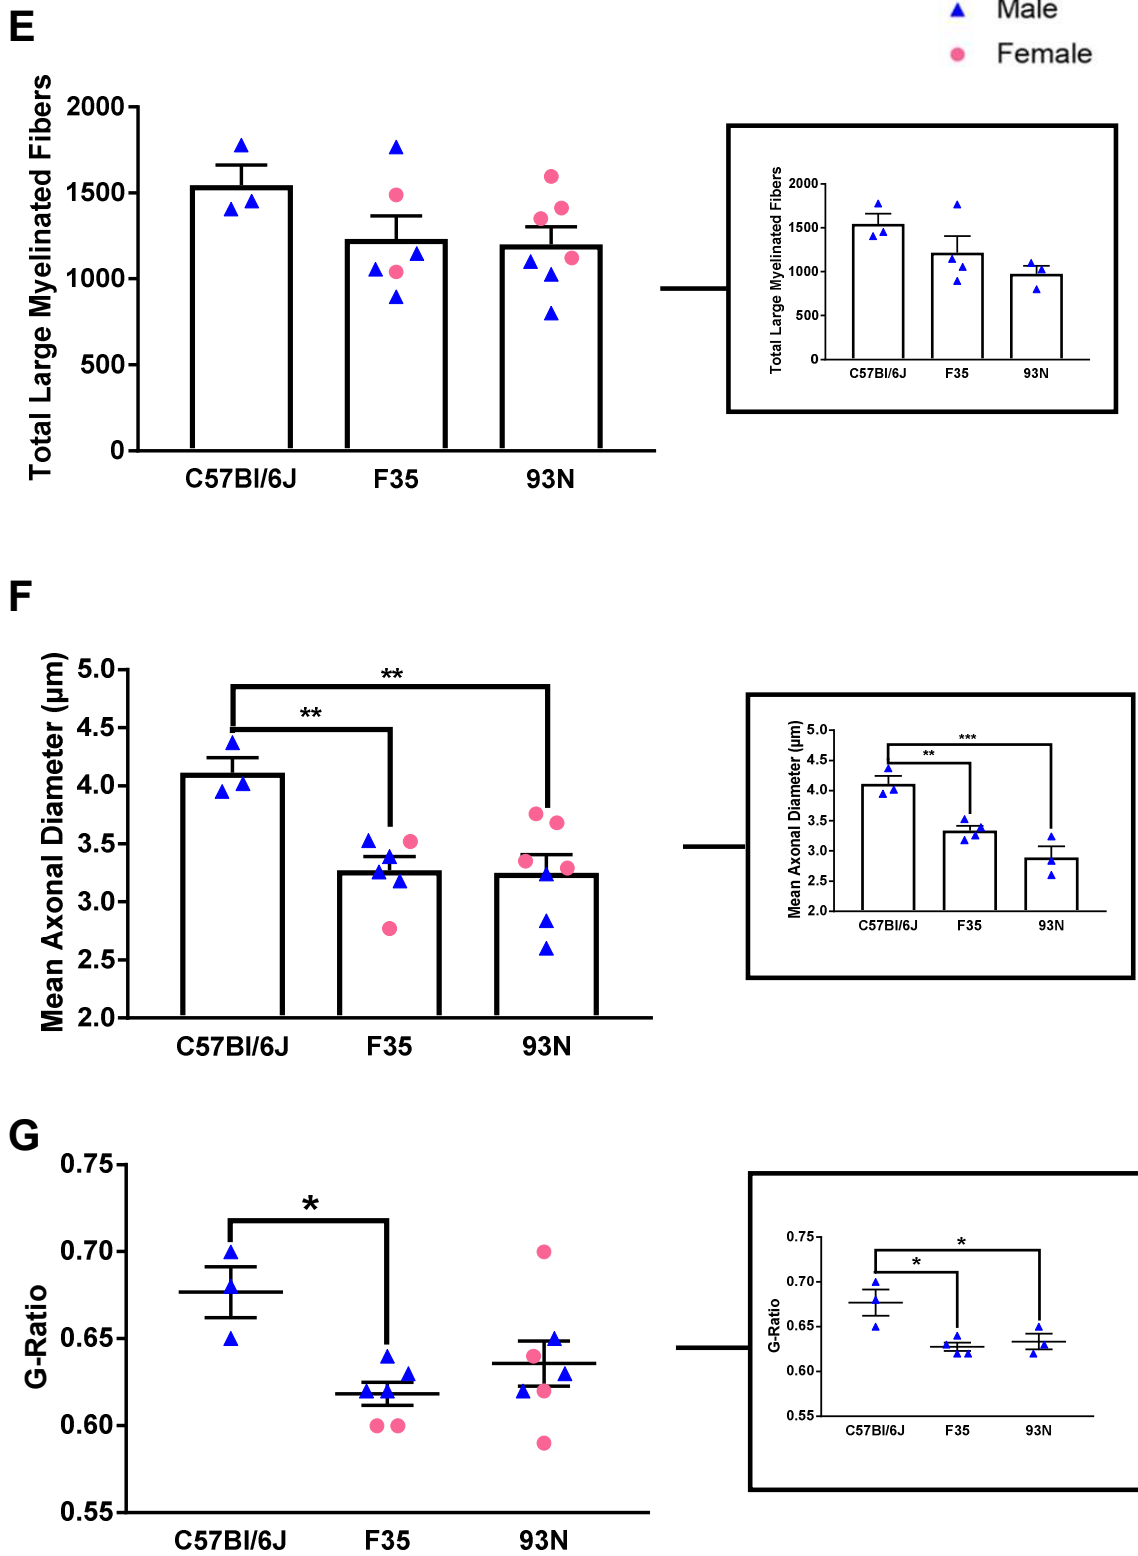 E
Male
Female
Total Large Myelinated Fibers
2000
1500
1000
500
0
C57Bl/6J F35 93N
Total Large Myelinated Fibers
2000
1500
1000
500
0
C57Bl/6J F35 93N
F
Mean Axonal Diameter (µm)
5.0
4.5
4.0
3.5
3.0
2.5
2.0
**
**
C57Bl/6J F35 93N
Mean Axonal Diameter (µm)
5.0
4.5
4.0
3.5
3.0
2.5
2.0
***
**
C57Bl/6J F35 93N
G
G-Ratio
0.75
0.70
0.65
0.60
0.55
*
C57Bl/6J F35 93N
G-Ratio
0.75
0.70
0.65
0.60
0.55
*
*
C57Bl/6J F35 93N